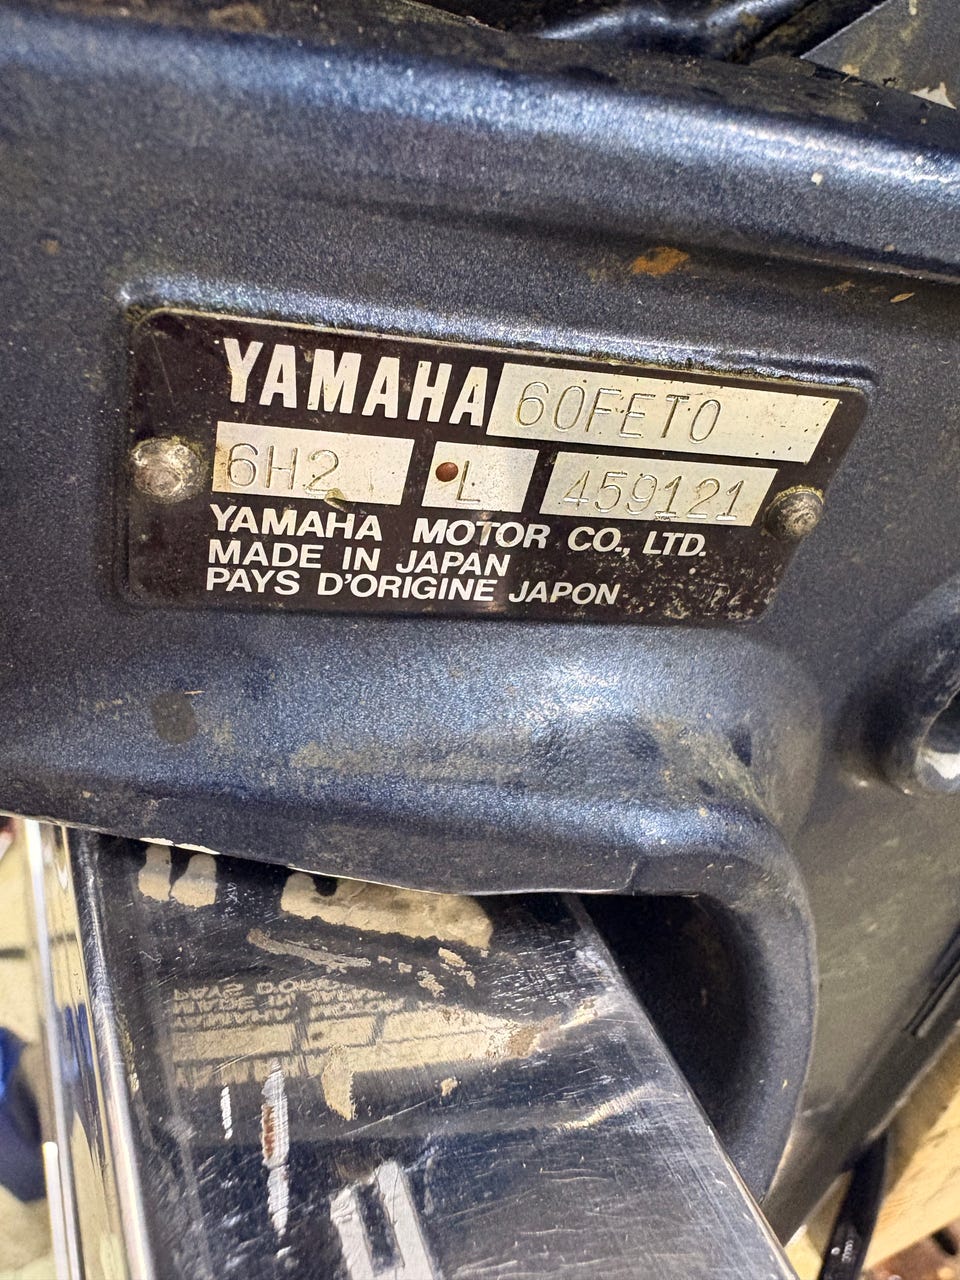 YAMAHA 60FETO
6H2 L 459121
YAMAHA MOTOR CO., LTD.
MADE IN JAPAN
PAYS D'ORIGINE JAPON